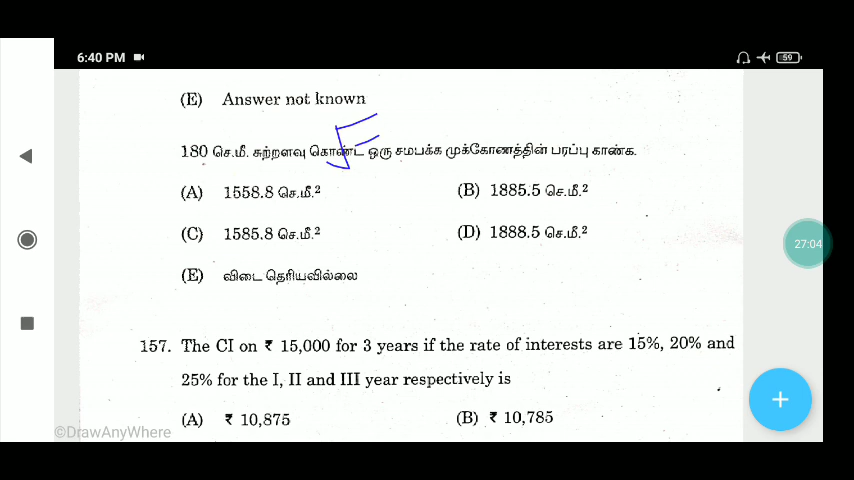 6:40 PM
59
(E) Answer not known
180 செ.மீ. சுற்றளவு கொண்ட ஒரு சமபக்க முக்கோணத்தின் பரப்பு காண்க.
(A) 1558.8 செ.மீ.² (B) 1885.5 செ.மீ.²
(C) 1585.8 செ.மீ.² (D) 1888.5 செ.மீ.²
(E) விடை தெரியவில்லை
27:04
157. The CI on ₹ 15,000 for 3 years if the rate of interests are 15%, 20% and
25% for the I, II and III year respectively is
(A) ₹ 10,875 (B) ₹ 10,785
©DrawAnyWhere